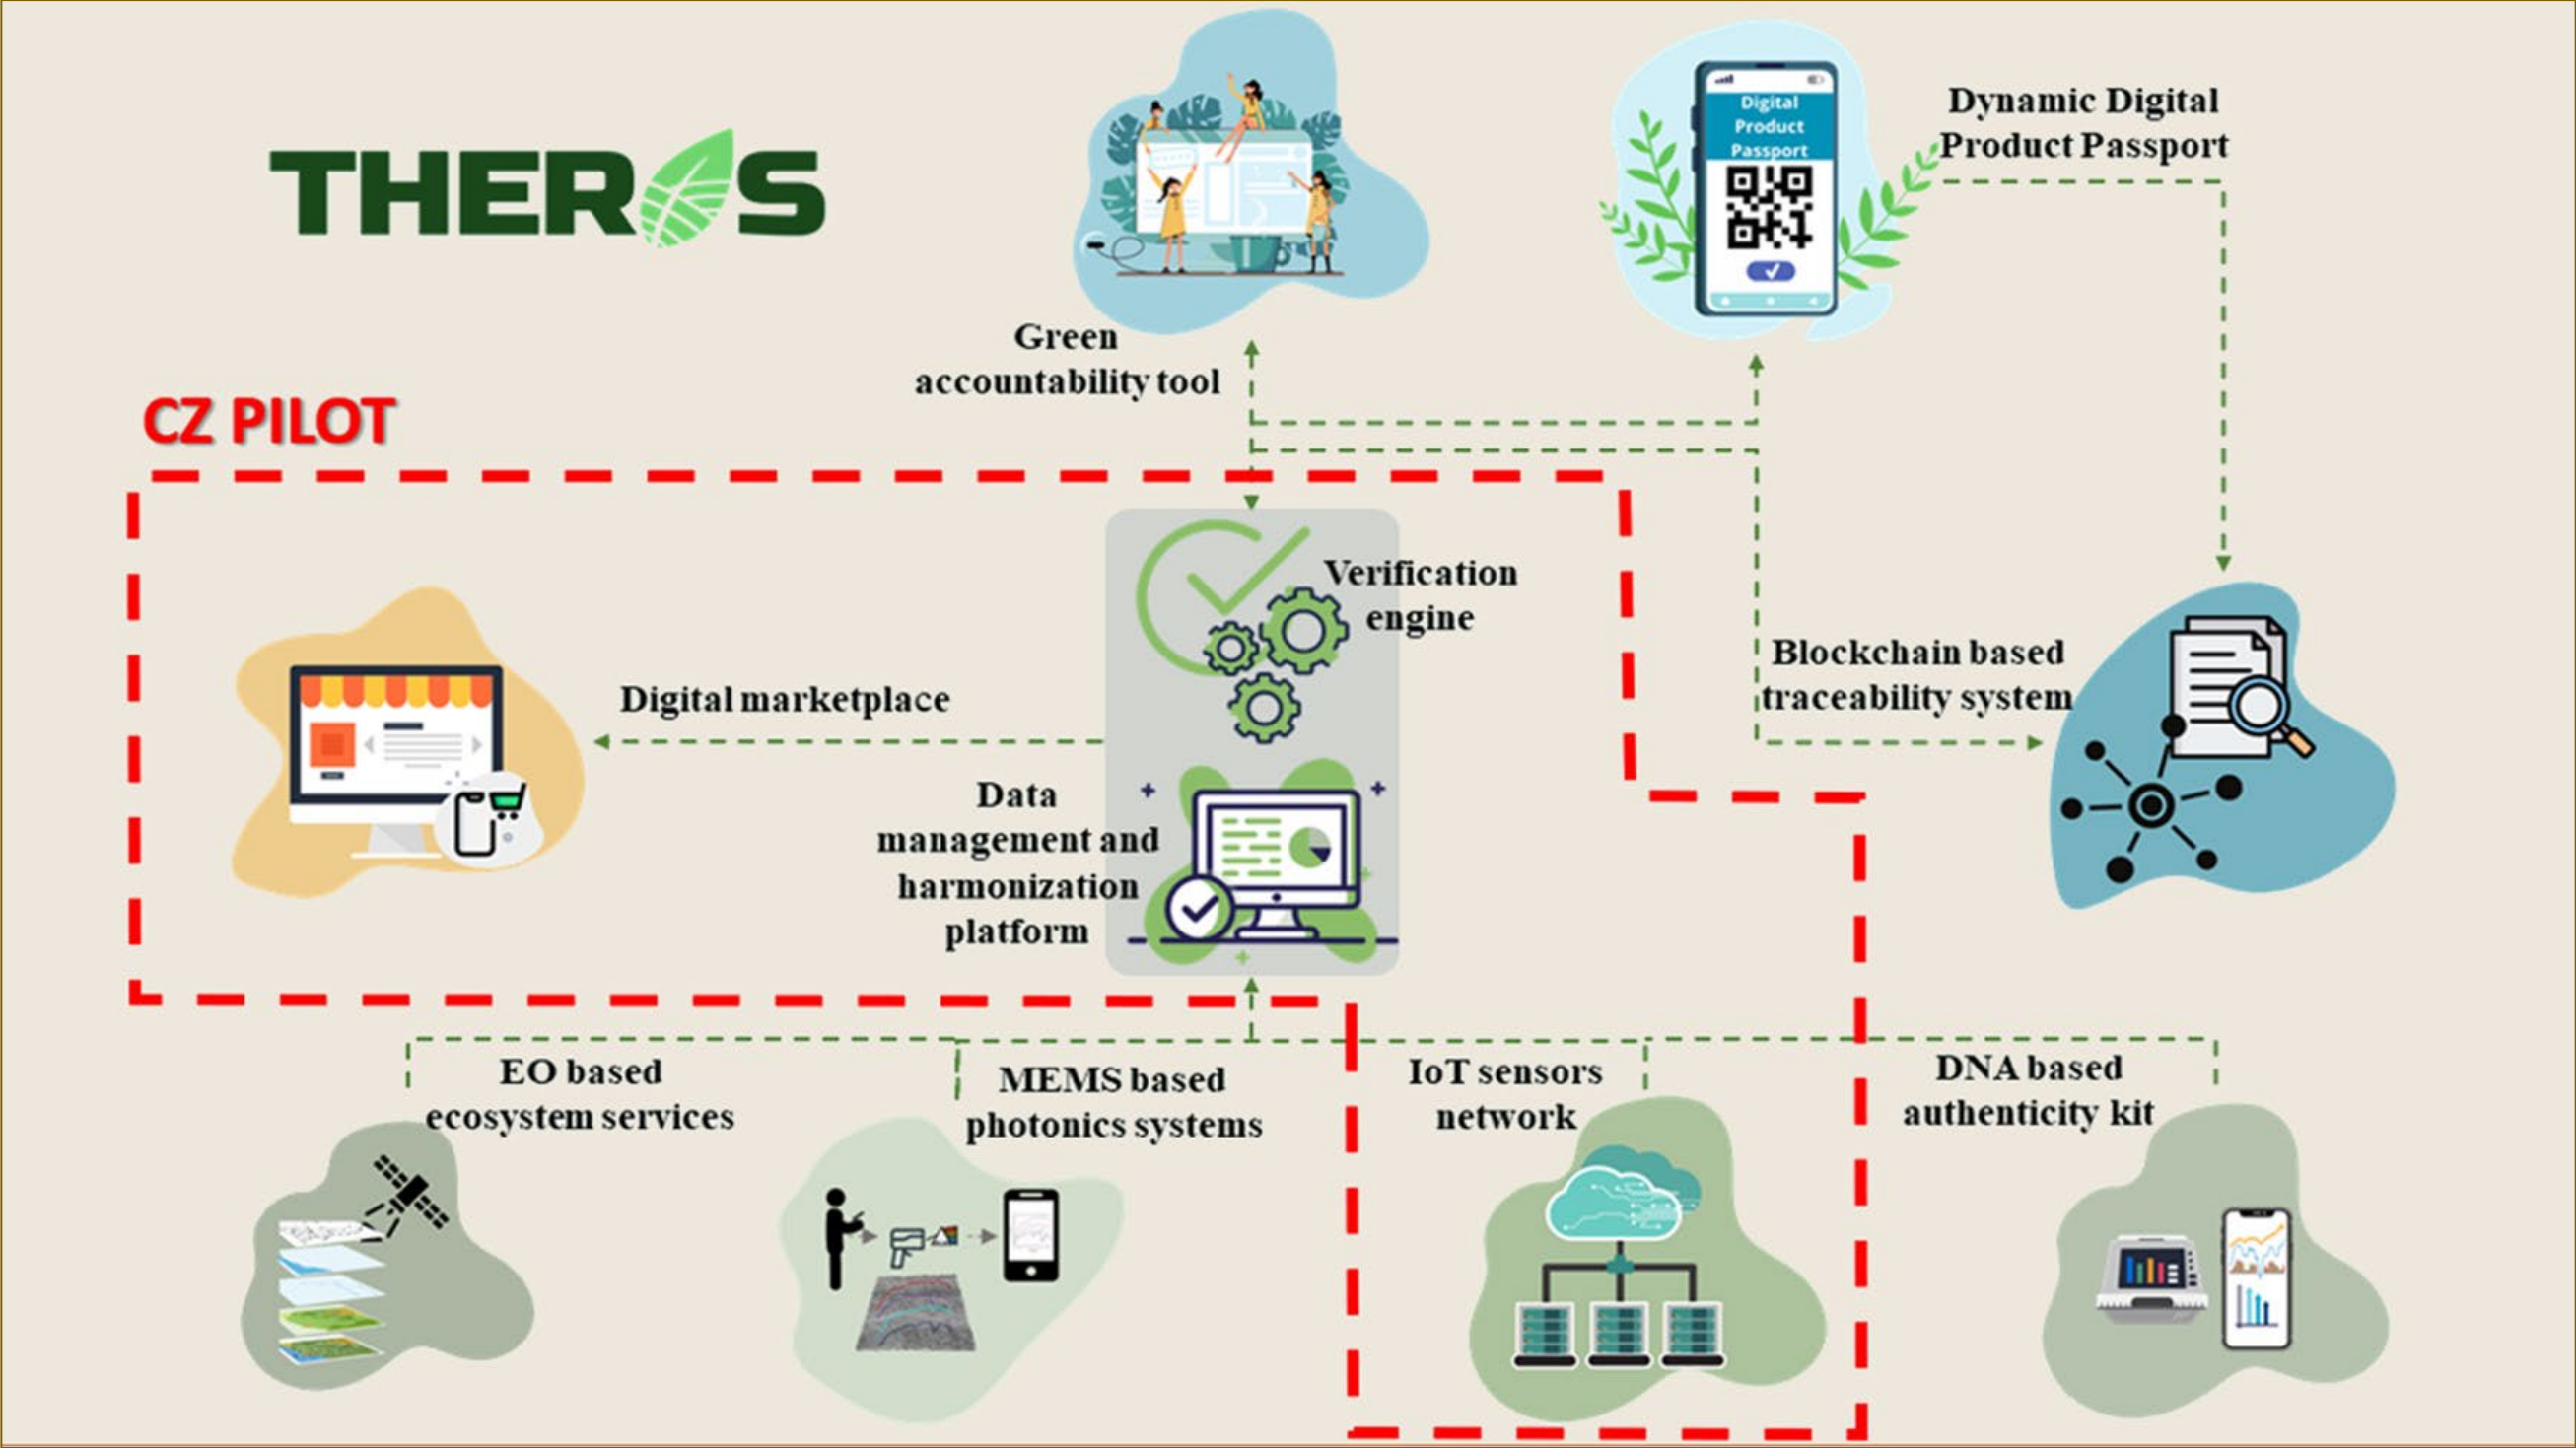 THEROS
Green
accountability tool
Digital
Product
Passport
Dynamic Digital
Product Passport
CZ PILOT
Verification
engine
Digital marketplace
Data
management and
harmonization
platform
Blockchain based
traceability system
EO based
ecosystem services
MEMS based
photonics systems
IoT sensors
network
DNA based
authenticity kit